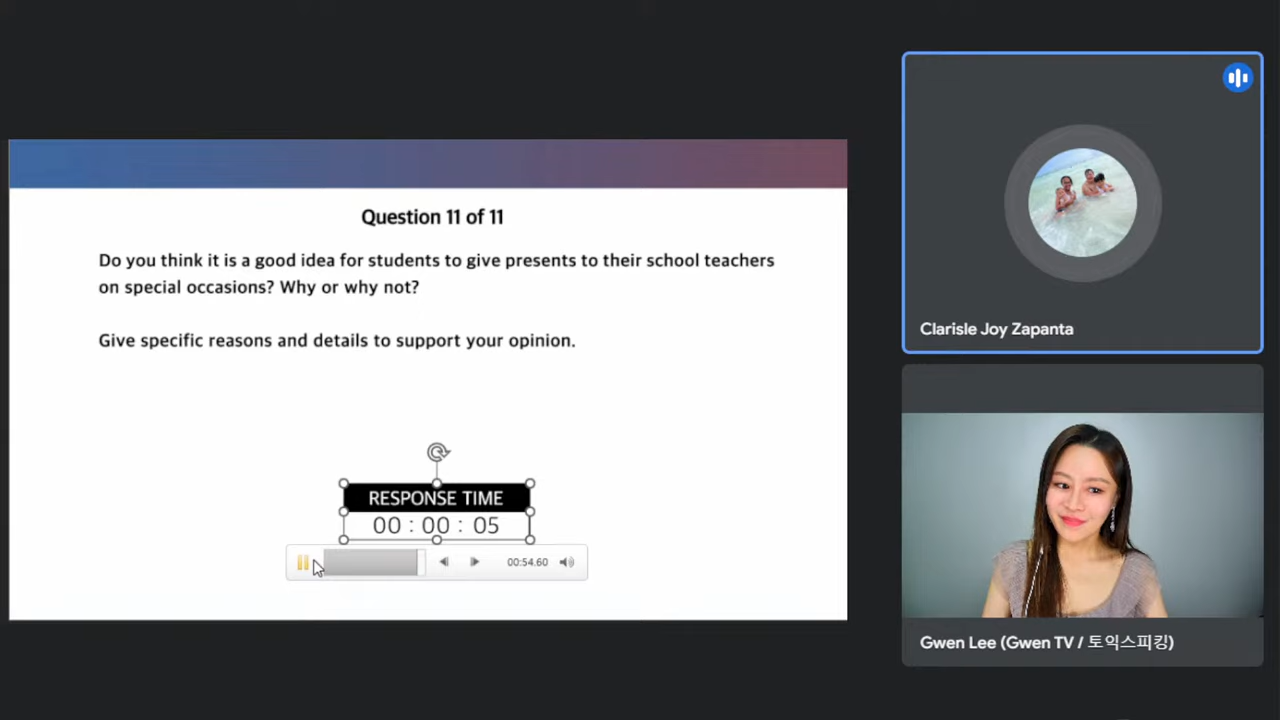 Question 11 of 11
Do you think it is a good idea for students to give presents to their school teachers
on special occasions? Why or why not?
Give specific reasons and details to support your opinion.
RESPONSE TIME
00 : 00 : 05
00:54.60
Clarisle Joy Zapanta
Gwen Lee (Gwen TV / 토익스피킹)